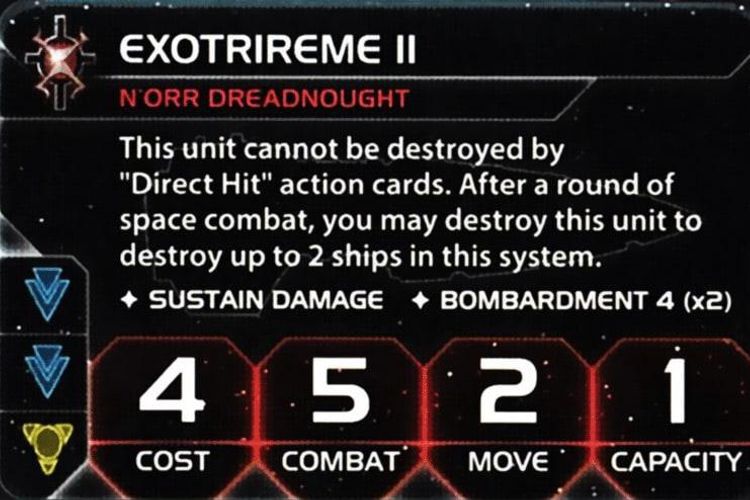 EXOTRIREME II
N'ORR DREADNOUGHT
This unit cannot be destroyed by
"Direct Hit" action cards. After a round of
space combat, you may destroy this unit to
destroy up to 2 ships in this system.
✦ SUSTAIN DAMAGE ✦ BOMBARDMENT 4 (x2)
4 5 2 1
COST COMBAT MOVE CAPACITY